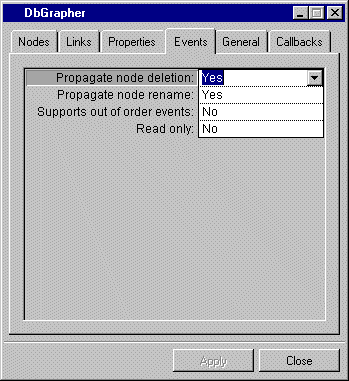 DbGrapher
Nodes Links Properties Events General Callbacks
Propagate node deletion: Yes
Propagate node rename: Yes
Supports out of order events: No
Read only: No
Apply Close